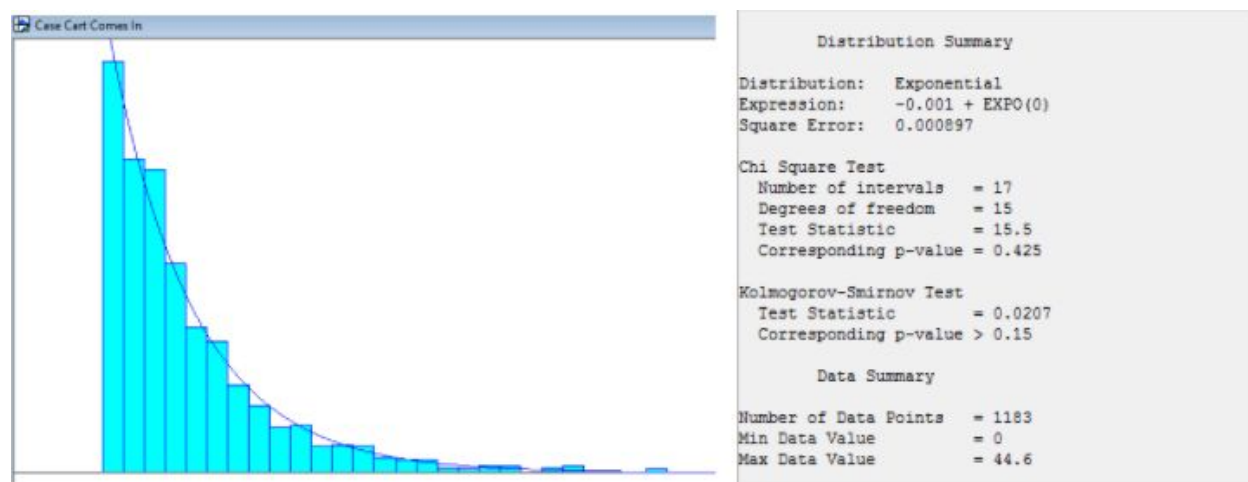 Case Cart Comes In
Distribution Summary
Distribution: Exponential
Expression: -0.001 + EXPO(0)
Square Error: 0.000897
Chi Square Test
Number of intervals = 17
Degrees of freedom = 15
Test Statistic = 15.5
Corresponding p-value = 0.425
Kolmogorov-Smirnov Test
Test Statistic = 0.0207
Corresponding p-value > 0.15
Data Summary
Number of Data Points = 1183
Min Data Value = 0
Max Data Value = 44.6